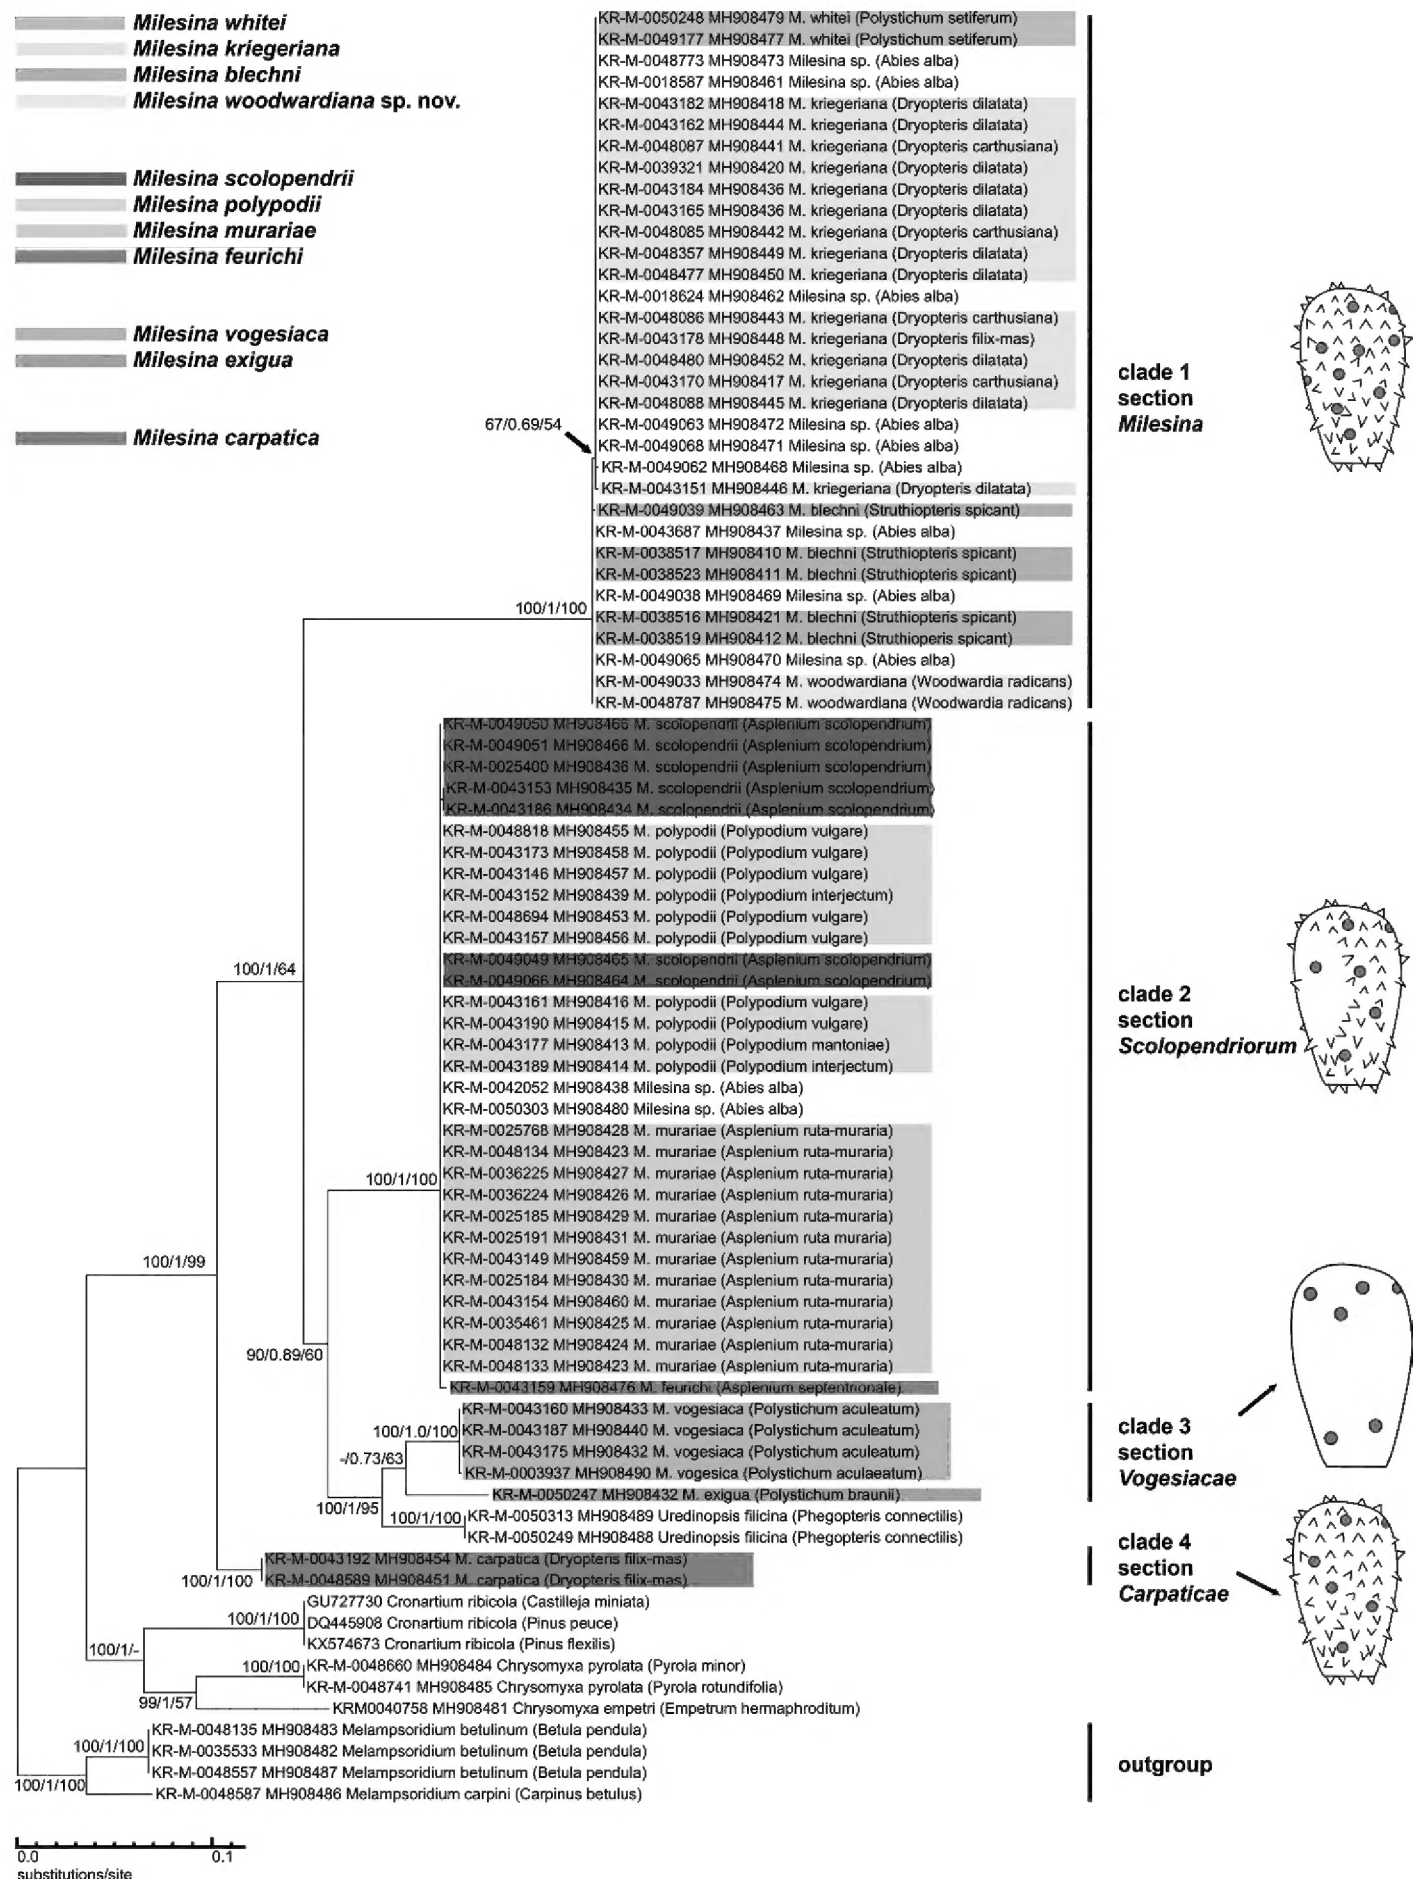 Milesina whitei
Milesina kriegeriana
Milesina blechni
Milesina woodwardiana sp. nov.
Milesina scolopendrii
Milesina polypodii
Milesina murariae
Milesina feurichi
Milesina vogesiaca
Milesina exigua
Milesina carpatica
KR-M-0050248 MH908479 M. whitei (Polystichum setiferum)
KR-M-0049177 MH908477 M. whitei (Polystichum setiferum)
KR-M-0048773 MH908473 Milesina sp. (Abies alba)
KR-M-0018587 MH908461 Milesina sp. (Abies alba)
KR-M-0043182 MH908418 M. kriegeriana (Dryopteris dilatata)
KR-M-0043162 MH908444 M. kriegeriana (Dryopteris dilatata)
KR-M-0048087 MH908441 M. kriegeriana (Dryopteris carthusiana)
KR-M-0039321 MH908420 M. kriegeriana (Dryopteris dilatata)
KR-M-0043184 MH908436 M. kriegeriana (Dryopteris dilatata)
KR-M-0043165 MH908436 M. kriegeriana (Dryopteris dilatata)
KR-M-0048085 MH908442 M. kriegeriana (Dryopteris carthusiana)
KR-M-0048357 MH908449 M. kriegeriana (Dryopteris dilatata)
KR-M-0048477 MH908450 M. kriegeriana (Dryopteris dilatata)
KR-M-0018624 MH908462 Milesina sp. (Abies alba)
KR-M-0048086 MH908443 M. kriegeriana (Dryopteris carthusiana)
KR-M-0043178 MH908448 M. kriegeriana (Dryopteris filix-mas)
KR-M-0048480 MH908452 M. kriegeriana (Dryopteris dilatata)
KR-M-0043170 MH908417 M. kriegeriana (Dryopteris carthusiana)
KR-M-0048088 MH908445 M. kriegeriana (Dryopteris dilatata)
KR-M-0049063 MH908472 Milesina sp. (Abies alba)
KR-M-0049068 MH908471 Milesina sp. (Abies alba)
67/0.69/54
KR-M-0049062 MH908468 Milesina sp. (Abies alba)
KR-M-0043151 MH908446 M. kriegeriana (Dryopteris dilatata)
KR-M-0049039 MH908463 M. blechni (Struthiopteris spicant)
KR-M-0043687 MH908437 Milesina sp. (Abies alba)
KR-M-0038517 MH908410 M. blechni (Struthiopteris spicant)
KR-M-0038523 MH908411 M. blechni (Struthiopteris spicant)
KR-M-0049038 MH908469 Milesina sp. (Abies alba)
100/1/100
KR-M-0038516 MH908421 M. blechni (Struthiopteris spicant)
KR-M-0038519 MH908412 M. blechni (Struthioperis spicant)
KR-M-0049065 MH908470 Milesina sp. (Abies alba)
KR-M-0049033 MH908474 M. woodwardiana (Woodwardia radicans)
KR-M-0048787 MH908475 M. woodwardiana (Woodwardia radicans)
clade 1
section
Milesina
KR-M-0049050 MH908466 M. scolopendrii (Asplenium scolopendrium)
KR-M-0049051 MH908466 M. scolopendrii (Asplenium scolopendrium)
KR-M-0025400 MH908436 M. scolopendrii (Asplenium scolopendrium)
KR-M-0043153 MH908435 M. scolopendrii (Asplenium scolopendrium)
KR-M-0043186 MH908434 M. scolopendrii (Asplenium scolopendrium)
KR-M-0048818 MH908455 M. polypodii (Polypodium vulgare)
KR-M-0043173 MH908458 M. polypodii (Polypodium vulgare)
KR-M-0043146 MH908457 M. polypodii (Polypodium vulgare)
KR-M-0043152 MH908439 M. polypodii (Polypodium interjectum)
KR-M-0048694 MH908453 M. polypodii (Polypodium vulgare)
KR-M-0043157 MH908456 M. polypodii (Polypodium vulgare)
KR-M-0049049 MH908465 M. scolopendrii (Asplenium scolopendrium)
KR-M-0049066 MH908464 M. scolopendrii (Asplenium scolopendrium)
100/1/64
KR-M-0043161 MH908416 M. polypodii (Polypodium vulgare)
KR-M-0043190 MH908415 M. polypodii (Polypodium vulgare)
KR-M-0043177 MH908413 M. polypodii (Polypodium mantoniae)
KR-M-0043189 MH908414 M. polypodii (Polypodium interjectum)
KR-M-0042052 MH908438 Milesina sp. (Abies alba)
KR-M-0050303 MH908480 Milesina sp. (Abies alba)
KR-M-0025768 MH908428 M. murariae (Asplenium ruta-muraria)
KR-M-0048134 MH908423 M. murariae (Asplenium ruta-muraria)
100/1/100
KR-M-0036225 MH908427 M. murariae (Asplenium ruta-muraria)
KR-M-0036224 MH908426 M. murariae (Asplenium ruta-muraria)
KR-M-0025185 MH908429 M. murariae (Asplenium ruta-muraria)
KR-M-0025191 MH908431 M. murariae (Asplenium ruta muraria)
KR-M-0043149 MH908459 M. murariae (Asplenium ruta-muraria)
100/1/99
KR-M-0025184 MH908430 M. murariae (Asplenium ruta-muraria)
KR-M-0043154 MH908460 M. murariae (Asplenium ruta-muraria)
KR-M-0035461 MH908425 M. murariae (Asplenium ruta-muraria)
KR-M-0048132 MH908424 M. murariae (Asplenium ruta-muraria)
90/0.89/60
KR-M-0048133 MH908423 M. murariae (Asplenium ruta-muraria)
KR-M-0043159 MH908476 M. feurichi (Asplenium septentrionale)
clade 2
section
Scolopendriorum
KR-M-0043160 MH908433 M. vogesiaca (Polystichum aculeatum)
100/1.0/100
KR-M-0043187 MH908440 M. vogesiaca (Polystichum aculeatum)
KR-M-0043175 MH908432 M. vogesiaca (Polystichum aculeatum)
-/0.73/63
KR-M-0003937 MH908490 M. vogesica (Polystichum aculaeatum)
KR-M-0050247 MH908432 M. exigua (Polystichum braunii)
100/1/95
clade 3
section
Vogesiacae
KR-M-0050313 MH908489 Uredinopsis filicina (Phegopteris connectilis)
100/1/100
KR-M-0050249 MH908488 Uredinopsis filicina (Phegopteris connectilis)
KR-M-0043192 MH908454 M. carpatica (Dryopteris filix-mas)
KR-M-0048589 MH908451 M. carpatica (Dryopteris filix-mas)
100/1/100
clade 4
section
Carpaticae
GU727730 Cronartium ribicola (Castilleja miniata)
100/1/100
DQ445908 Cronartium ribicola (Pinus peuce)
KX574673 Cronartium ribicola (Pinus flexilis)
100/1/-
KR-M-0048660 MH908484 Chrysomyxa pyrolata (Pyrola minor)
100/100
KR-M-0048741 MH908485 Chrysomyxa pyrolata (Pyrola rotundifolia)
99/1/57
KRM0040758 MH908481 Chrysomyxa empetri (Empetrum hermaphroditum)
KR-M-0048135 MH908483 Melampsoridium betulinum (Betula pendula)
100/1/100
KR-M-0035533 MH908482 Melampsoridium betulinum (Betula pendula)
KR-M-0048557 MH908487 Melampsoridium betulinum (Betula pendula)
100/1/100
KR-M-0048587 MH908486 Melampsoridium carpini (Carpinus betulus)
outgroup
0.0 0.1
substitutions/site